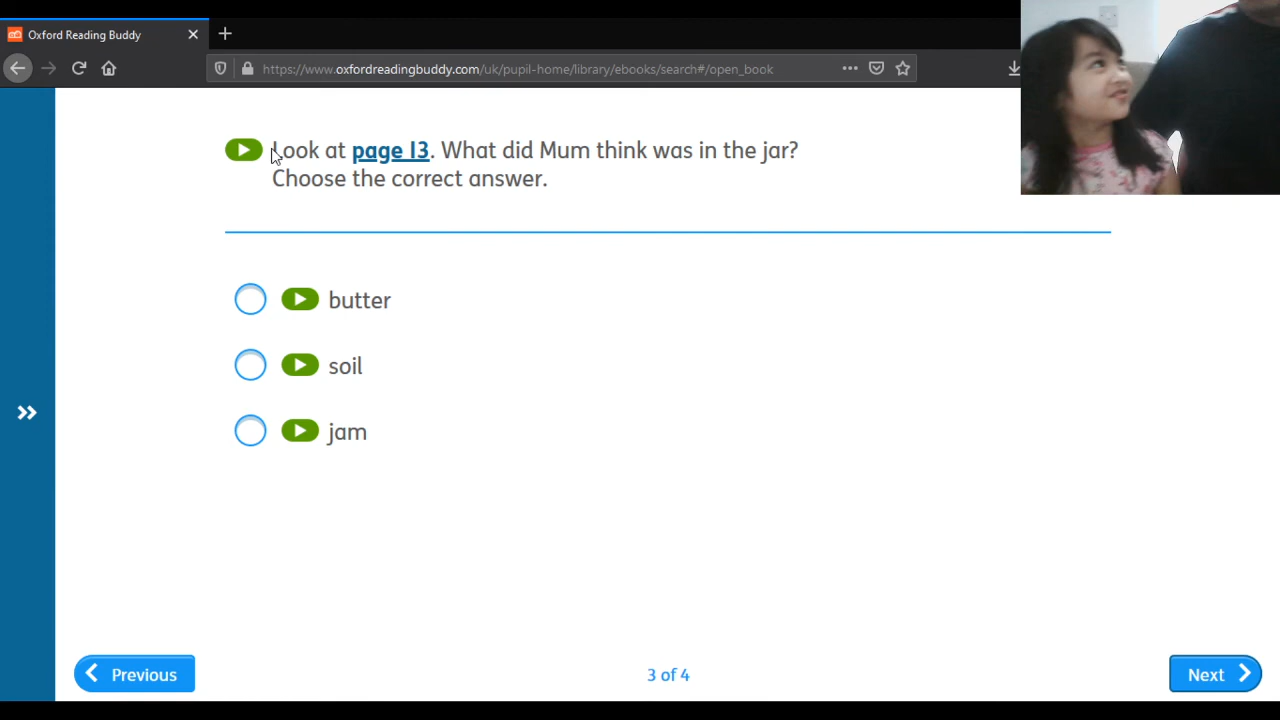 Oxford Reading Buddy
https://www.oxfordreadingbuddy.com/uk/pupil-home/library/ebooks/search#/open_book
Look at page 13. What did Mum think was in the jar?
Choose the correct answer.
butter
soil
jam
Previous
3 of 4
Next